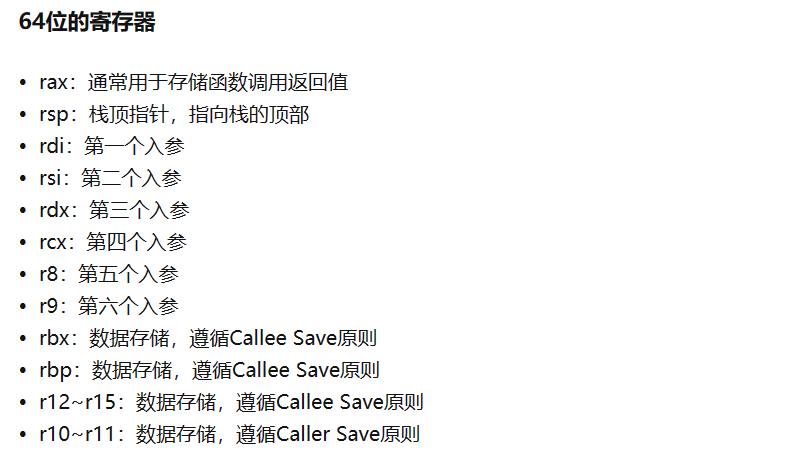 64位的寄存器
• rax：通常用于存储函数调用返回值
• rsp：栈顶指针，指向栈的顶部
• rdi：第一个入参
• rsi：第二个入参
• rdx：第三个入参
• rcx：第四个入参
• r8：第五个入参
• r9：第六个入参
• rbx：数据存储，遵循Callee Save原则
• rbp：数据存储，遵循Callee Save原则
• r12~r15：数据存储，遵循Callee Save原则
• r10~r11：数据存储，遵循Caller Save原则